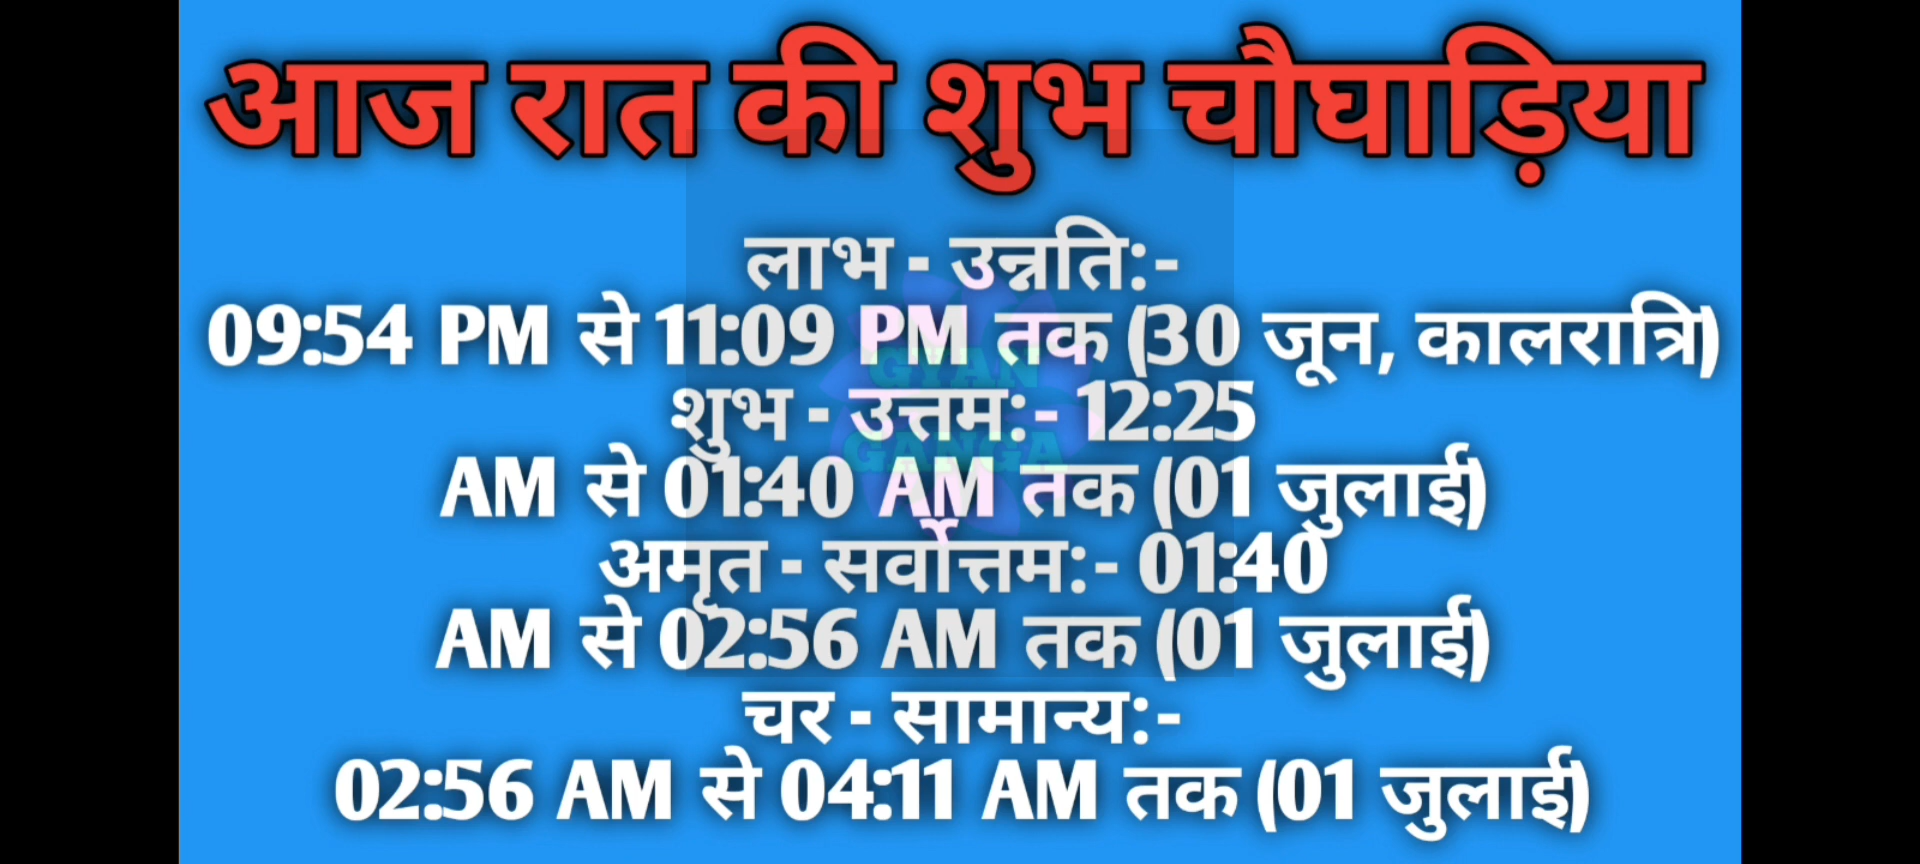 आज रात की शुभ चौघाड़िया
लाभ - उन्नति:-
09:54 PM से 11:09 PM तक (30 जून, कालरात्रि)
शुभ - उत्तम:- 12:25
AM से 01:40 AM तक (01 जुलाई)
अमृत - सर्वोत्तम:- 01:40
AM से 02:56 AM तक (01 जुलाई)
चर - सामान्य:-
02:56 AM से 04:11 AM तक (01 जुलाई)
GYAN
GANGA